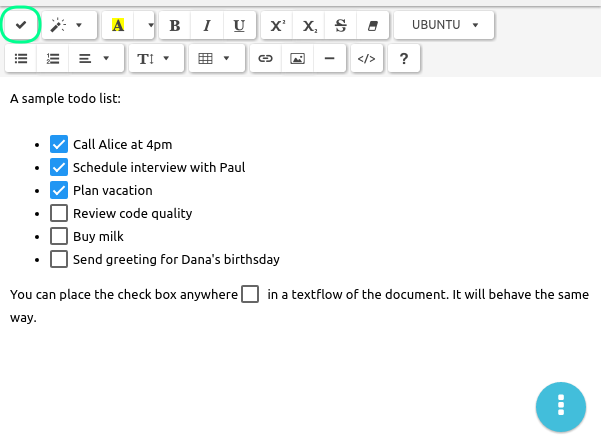 A B I U X² X₂ S UBUNTU
T </> ?
A sample todo list:
Call Alice at 4pm
Schedule interview with Paul
Plan vacation
Review code quality
Buy milk
Send greeting for Dana's birthsday
You can place the check box anywhere in a textflow of the document. It will behave the same
way.